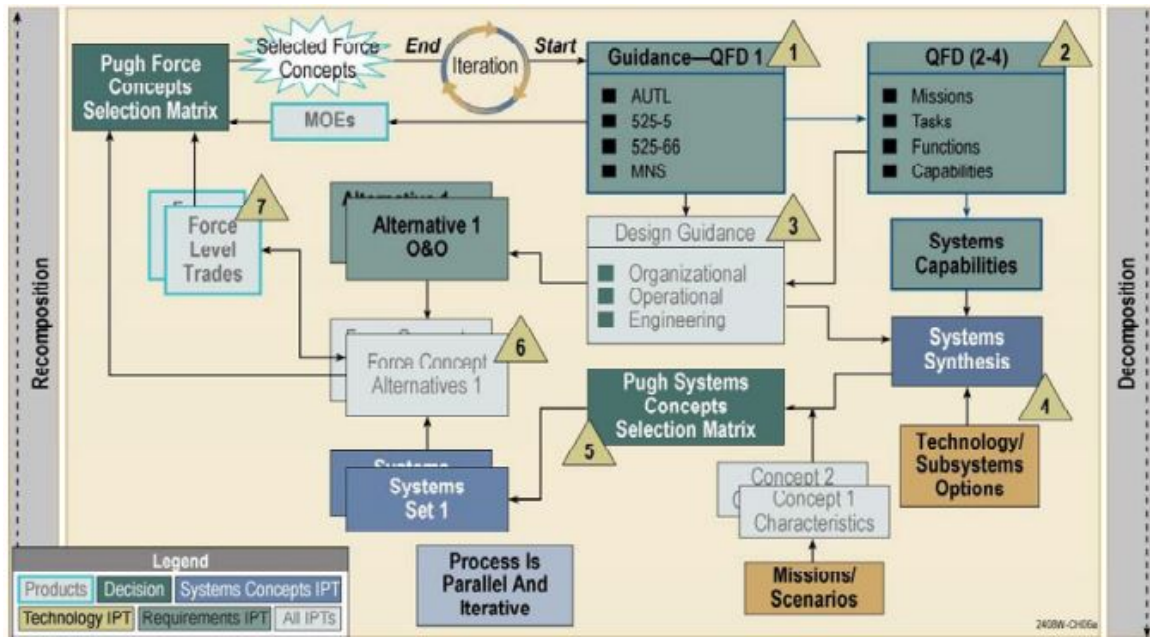 Pugh Force
Concepts
Selection Matrix
Selected Force
Concepts
End
Iteration
Start
Guidance—QFD 1
AUTL
525-5
525-66
MNS
1
QFD (2-4)
Missions
Tasks
Functions
Capabilities
2
MOEs
Force
Level
Trades
7
Alternative 1
Alternative 1
O&O
Design Guidance
Organizational
Operational
Engineering
3
Systems
Capabilities
Force Concept
Alternatives 1
6
Systems
Synthesis
4
Pugh Systems
Concepts
Selection Matrix
5
Systems
Systems
Set 1
Concept 2
Concept 1
Characteristics
Technology/
Subsystems
Options
Missions/
Scenarios
Process Is
Parallel And
Iterative
Recomposition
Decomposition
Legend
Products
Decision
Systems Concepts IPT
Technology IPT
Requirements IPT
All IPTs
2408W-CH06a